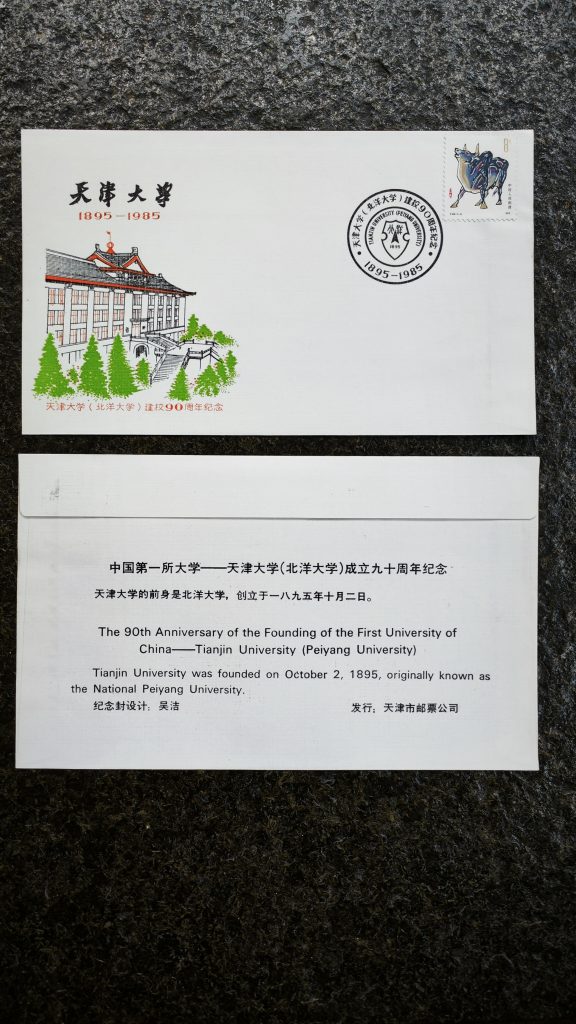 天津大学
1895-1985
天津大学(北洋大学)建校90周年纪念
天津大学(北洋大学)建校90周年纪念
TIANJIN UNIVERSITY (PEIYANG UNIVERSITY)
1895
1895-1985
中国第一所大学——天津大学(北洋大学)成立九十周年纪念
天津大学的前身是北洋大学，创立于一八九五年十月二日。
The 90th Anniversary of the Founding of the First University of
China——Tianjin University (Peiyang University)
Tianjin University was founded on October 2, 1895, originally known as
the National Peiyang University.
纪念封设计：吴洁
发行：天津市邮票公司